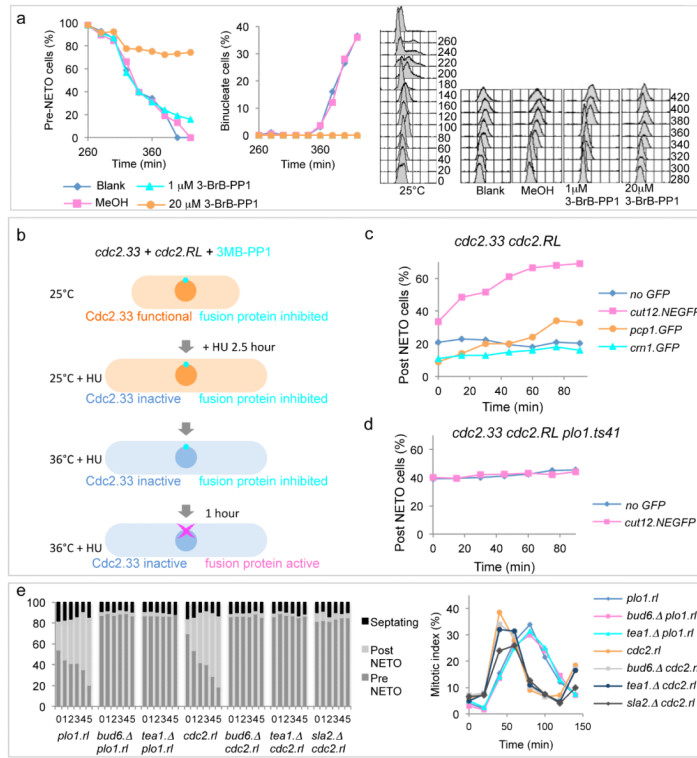 a
Pre-NETO cells (%)
100
80
60
40
20
0
260
360
Time (min)
Binucleate cells (%)
40
30
20
10
0
260
360
Time (min)
Blank
1 µM 3-BrB-PP1
MeOH
20 µM 3-BrB-PP1
260
240
220
200
180
160
140
120
100
80
60
40
20
0
25°C
420
400
380
360
340
320
300
280
Blank
MeOH
1 µM
3-BrB-PP1
20µM
3-BrB-PP1
b
cdc2.33 + cdc2.RL + 3MB-PP1
25°C
Cdc2.33 functional fusion protein inhibited
+ HU 2.5 hour
25°C + HU
Cdc2.33 inactive fusion protein inhibited
36°C + HU
Cdc2.33 inactive fusion protein inhibited
1 hour
36°C + HU
Cdc2.33 inactive fusion protein active
c
cdc2.33 cdc2.RL
Post NETO cells (%)
60
40
20
0
0 20 40 60 80
Time (min)
no GFP
cut12.NEGFP
pcp1.GFP
crn1.GFP
d
cdc2.33 cdc2.RL plo1.ts41
Post NETO cells (%)
60
40
20
0
0 20 40 60 80
Time (min)
no GFP
cut12.NEGFP
e
100
80
60
40
20
0
Septating
Post
NETO
Pre
NETO
012345 012345 012345 012345 012345 012345 012345
plo1.rl bud6.Δ tea1.Δ cdc2.rl bud6.Δ tea1.Δ sla2.Δ
plo1.rl plo1.rl cdc2.rl cdc2.rl cdc2.rl
Mitotic index (%)
40
30
20
10
0
0 50 100 150
Time (min)
plo1.rl
bud6.Δ plo1.rl
tea1.Δ plo1.rl
cdc2.rl
bud6.Δ cdc2.rl
tea1.Δ cdc2.rl
sla2.Δ cdc2.rl